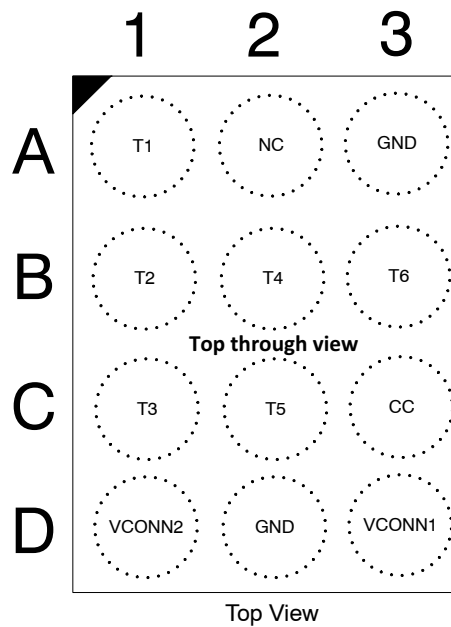 1 2 3
A T1 NC GND
B T2 T4 T6
Top through view
C T3 T5 CC
D VCONN2 GND VCONN1
Top View